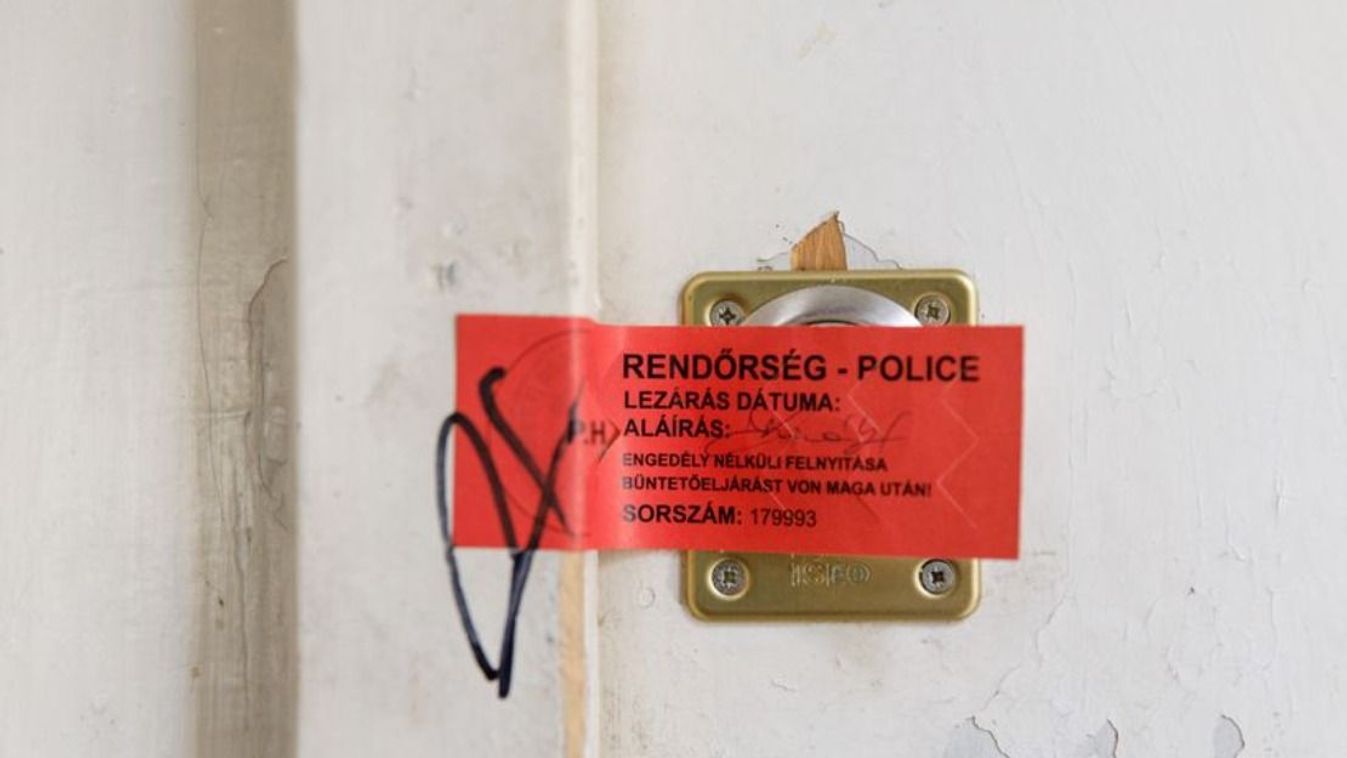 RENDŐRSÉG - POLICE
LEZÁRÁS DÁTUMA:
P.H.
ALÁÍRÁS:
ENGEDÉLY NÉLKÜLI FELNYITÁSA
BÜNTETŐELJÁRÁST VON MAGA UTÁN!
SORSZÁM: 179993
ISEO